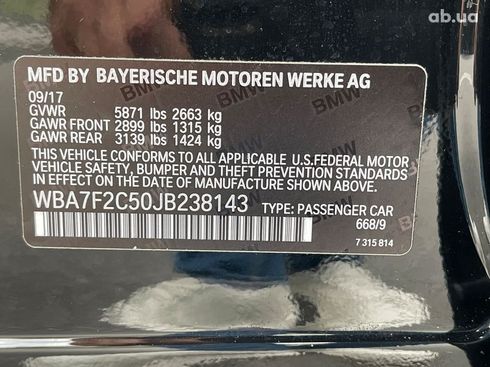 ab.ua
MFD BY BAYERISCHE MOTOREN WERKE AG
09/17
GVWR 5871 lbs 2663 kg
GAWR FRONT 2899 lbs 1315 kg
GAWR REAR 3139 lbs 1424 kg
THIS VEHICLE CONFORMS TO ALL APPLICABLE U.S.FEDERAL MOTOR
VEHICLE SAFETY, BUMPER AND THEFT PREVENTION STANDARDS
IN EFFECT ON THE DATE OF MANUFACTURE SHOWN ABOVE.
WBA7F2C50JB238143 TYPE: PASSENGER CAR
668/9
7 315 814